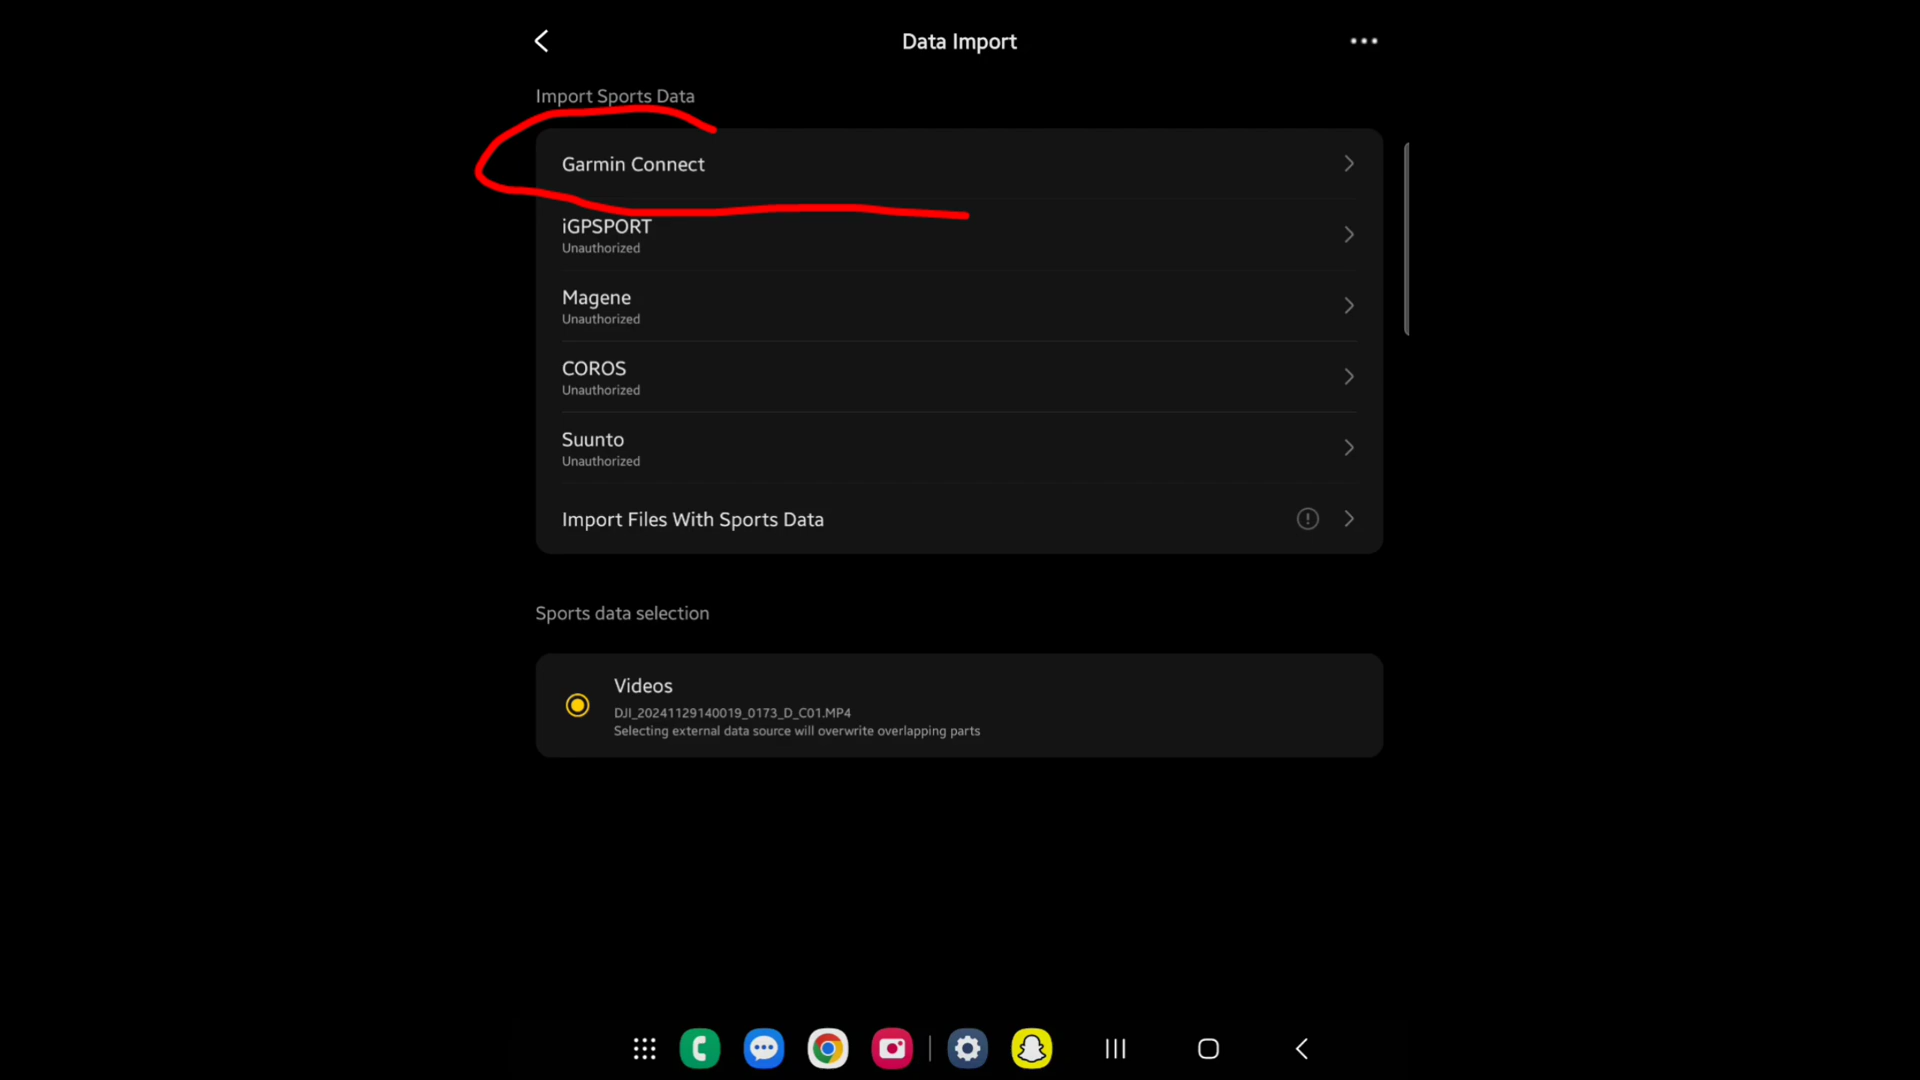 Data Import
Import Sports Data
Garmin Connect
iGPSPORT
Unauthorized
Magene
Unauthorized
COROS
Unauthorized
Suunto
Unauthorized
Import Files With Sports Data
Sports data selection
Videos
DJI_20241129140019_0173_D_C01.MP4
Selecting external data source will overwrite overlapping parts